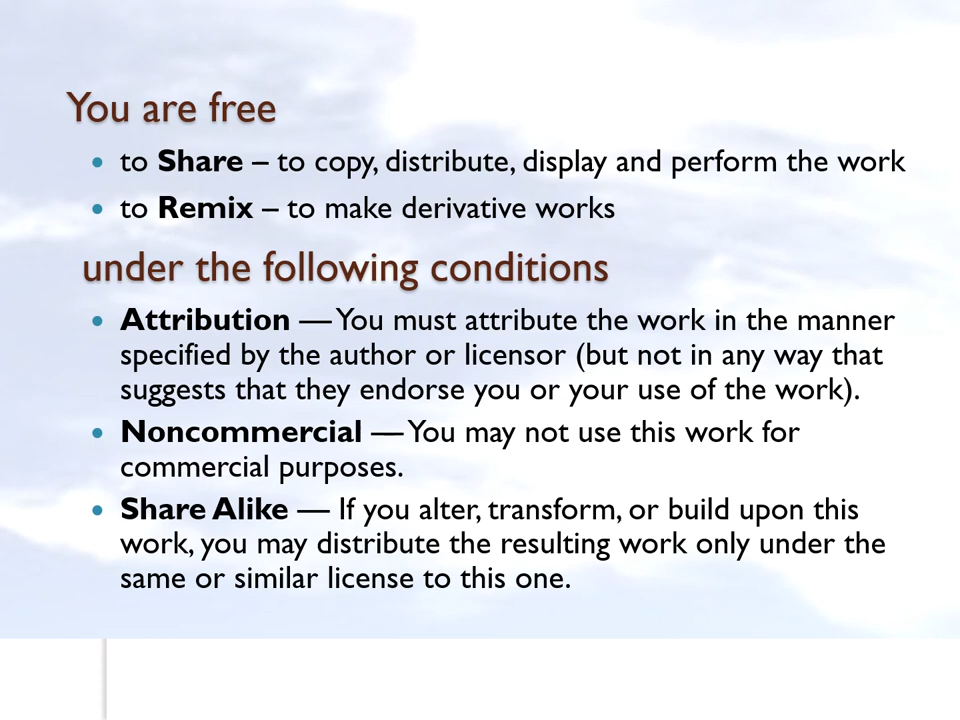 You are free
• to Share – to copy, distribute, display and perform the work
• to Remix – to make derivative works
under the following conditions
• Attribution — You must attribute the work in the manner
specified by the author or licensor (but not in any way that
suggests that they endorse you or your use of the work).
• Noncommercial — You may not use this work for
commercial purposes.
• Share Alike — If you alter, transform, or build upon this
work, you may distribute the resulting work only under the
same or similar license to this one.